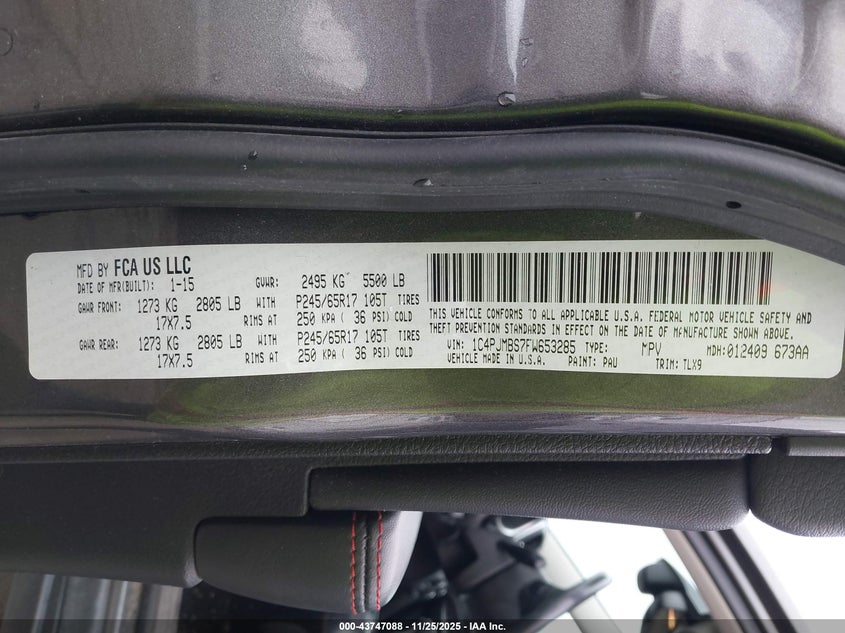 MFD BY FCA US LLC
DATE OF MFR(BUILT): 1-15 GVWR: 2495 KG 5500 LB
GAWR FRONT: 1273 KG 2805 LB WITH P245/65R17 105T TIRES
17X7.5 RIMS AT 250 KPA ( 36 PSI) COLD
GAWR REAR: 1273 KG 2805 LB WITH P245/65R17 105T TIRES
17X7.5 RIMS AT 250 KPA ( 36 PSI) COLD
THIS VEHICLE CONFORMS TO ALL APPLICABLE U.S.A. FEDERAL MOTOR VEHICLE SAFETY AND
THEFT PREVENTION STANDARDS IN EFFECT ON THE DATE OF MANUFACTURE SHOWN ABOVE.
VIN: 1C4PJMBS7FW653285 TYPE: MPV MDH:012409 673AA
VEHICLE MADE IN U.S.A. PAINT: PAU TRIM: TLX9
000-43747088 - 11/25/2025 - IAA Inc.